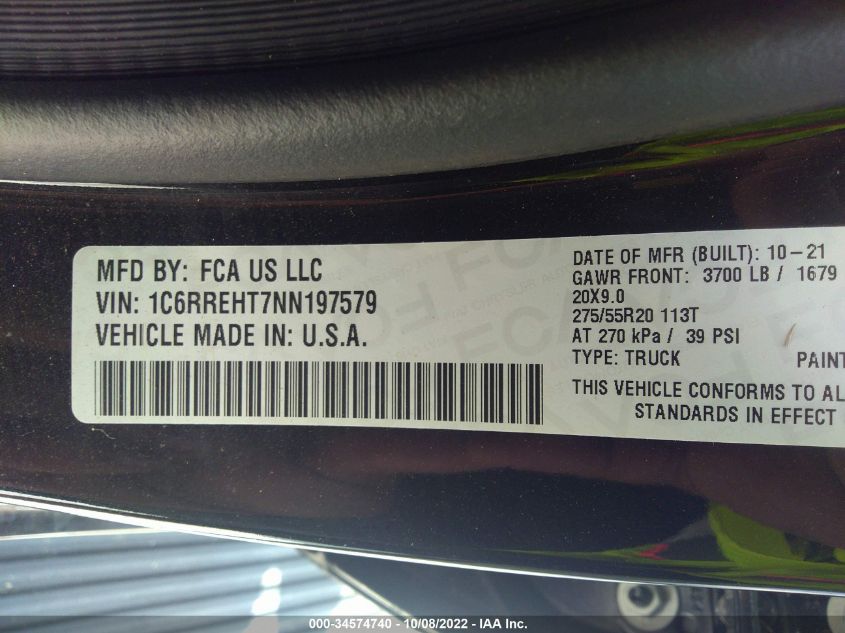 MFD BY: FCA US LLC
VIN: 1C6RREHT7NN197579
VEHICLE MADE IN: U.S.A.
DATE OF MFR (BUILT): 10-21
GAWR FRONT: 3700 LB / 1679
20X9.0
275/55R20 113T
AT 270 kPa / 39 PSI
TYPE: TRUCK PAINT
THIS VEHICLE CONFORMS TO AL
STANDARDS IN EFFECT
000-34574740 - 10/08/2022 - IAA Inc.